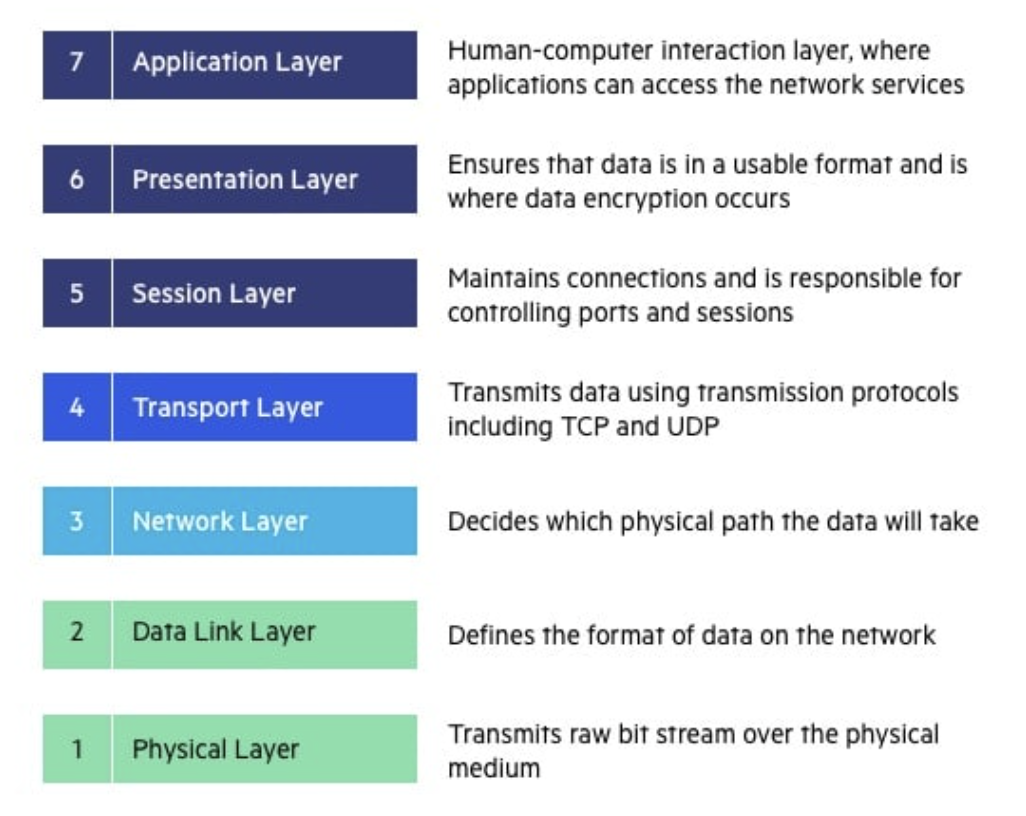 7 Application Layer
Human-computer interaction layer, where
applications can access the network services
6 Presentation Layer
Ensures that data is in a usable format and is
where data encryption occurs
5 Session Layer
Maintains connections and is responsible for
controlling ports and sessions
4 Transport Layer
Transmits data using transmission protocols
including TCP and UDP
3 Network Layer
Decides which physical path the data will take
2 Data Link Layer
Defines the format of data on the network
1 Physical Layer
Transmits raw bit stream over the physical
medium